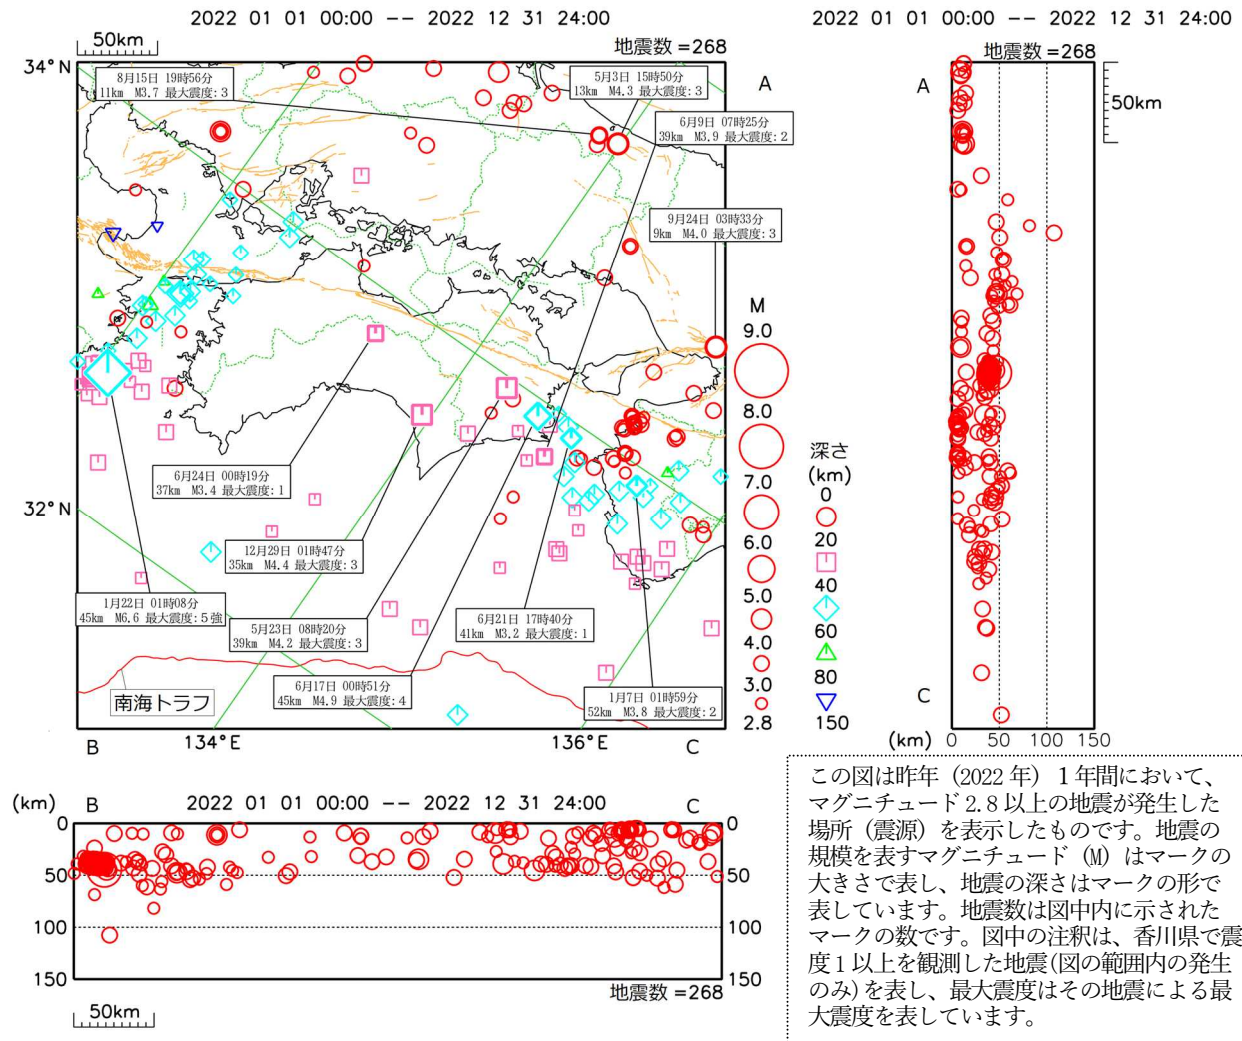 2022 01 01 00:00 -- 2022 12 31 24:00
50km
地震数=268
34°N
32°N
134°E
136°E
A
B
C
8月15日 19時56分
11km M3.7 最大震度:3
5月3日 15時50分
13km M4.3 最大震度:3
6月9日 07時25分
39km M3.9 最大震度:2
9月24日 03時33分
9km M4.0 最大震度:3
6月24日 00時19分
37km M3.4 最大震度:1
12月29日 01時47分
35km M4.4 最大震度:3
1月22日 01時08分
45km M6.6 最大震度:5強
5月23日 08時20分
39km M4.2 最大震度:3
6月21日 17時40分
41km M3.2 最大震度:1
6月17日 00時51分
45km M4.9 最大震度:4
1月7日 01時59分
52km M3.8 最大震度:2
南海トラフ
M
9.0
8.0
7.0
6.0
5.0
4.0
3.0
2.8
深さ
(km)
0
20
40
60
80
150
2022 01 01 00:00 -- 2022 12 31 24:00
地震数=268
A
50km
C
(km) 0 50 100 150
(km) B 2022 01 01 00:00 -- 2022 12 31 24:00 C
0 0
50 50
100 100
150 150
地震数=268
50km
この図は昨年（2022年）1年間において、
マグニチュード2.8以上の地震が発生した
場所（震源）を表示したものです。地震の
規模を表すマグニチュード（M）はマークの
大きさで表し、地震の深さはマークの形で
表しています。地震数は図中内に示された
マークの数です。図中の注釈は、香川県で震
度1以上を観測した地震(図の範囲内の発生
のみ)を表し、最大震度はその地震による最
大震度を表しています。